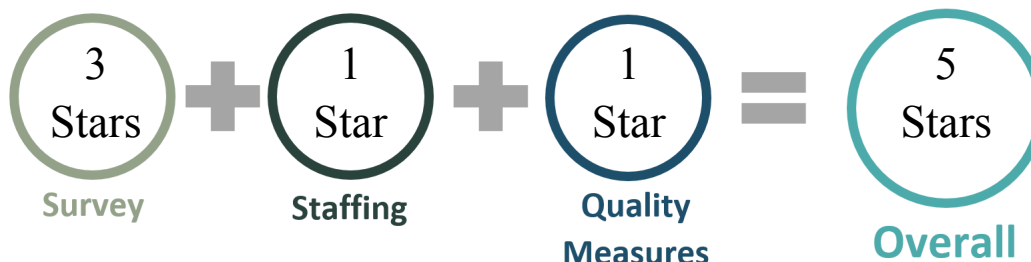 3
Stars
Survey
1
Star
Staffing
1
Star
Quality
Measures
5
Stars
Overall